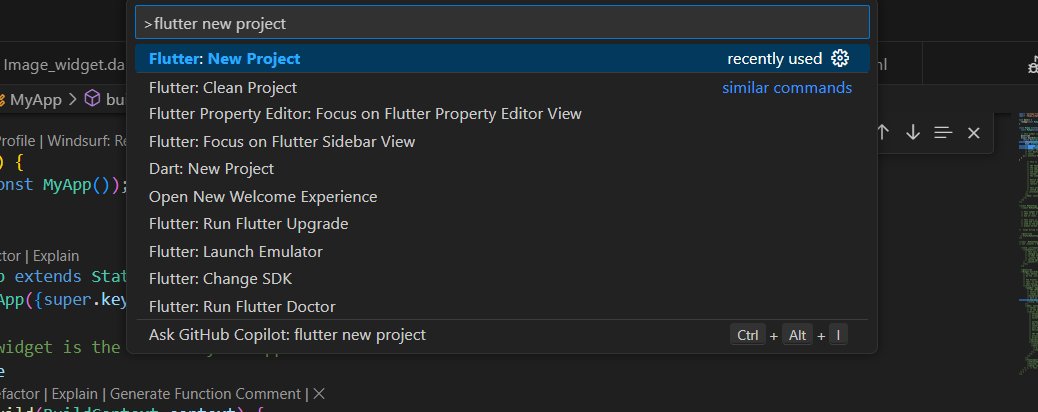 >flutter new project
Flutter: New Project recently used
Image_widget.da
Flutter: Clean Project similar commands
MyApp > bu
Flutter Property Editor: Focus on Flutter Property Editor View
Profile | Windsurf: Re
Flutter: Focus on Flutter Sidebar View
) {
Dart: New Project
onst MyApp());
Open New Welcome Experience
Flutter: Run Flutter Upgrade
Flutter: Launch Emulator
ctor | Explain
Flutter: Change SDK
p extends Stat
App({super.key
Flutter: Run Flutter Doctor
Ask GitHub Copilot: flutter new project Ctrl + Alt + I
widget is the
e
efactor | Explain | Generate Function Comment | ×
uild(BuildContext context) {